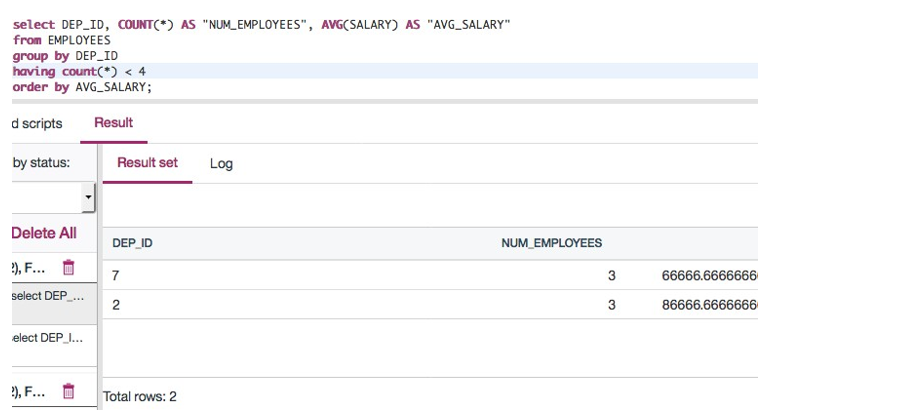 select DEP_ID, COUNT(*) AS "NUM_EMPLOYEES", AVG(SALARY) AS "AVG_SALARY"
from EMPLOYEES
group by DEP_ID
having count(*) < 4
order by AVG_SALARY;
d scripts Result
by status: Result set Log
Delete All
DEP_ID NUM_EMPLOYEES
), F...
7 3 66666.6666666
select DEP_...
2 3 86666.6666666
elect DEP_I...
), F...
Total rows: 2